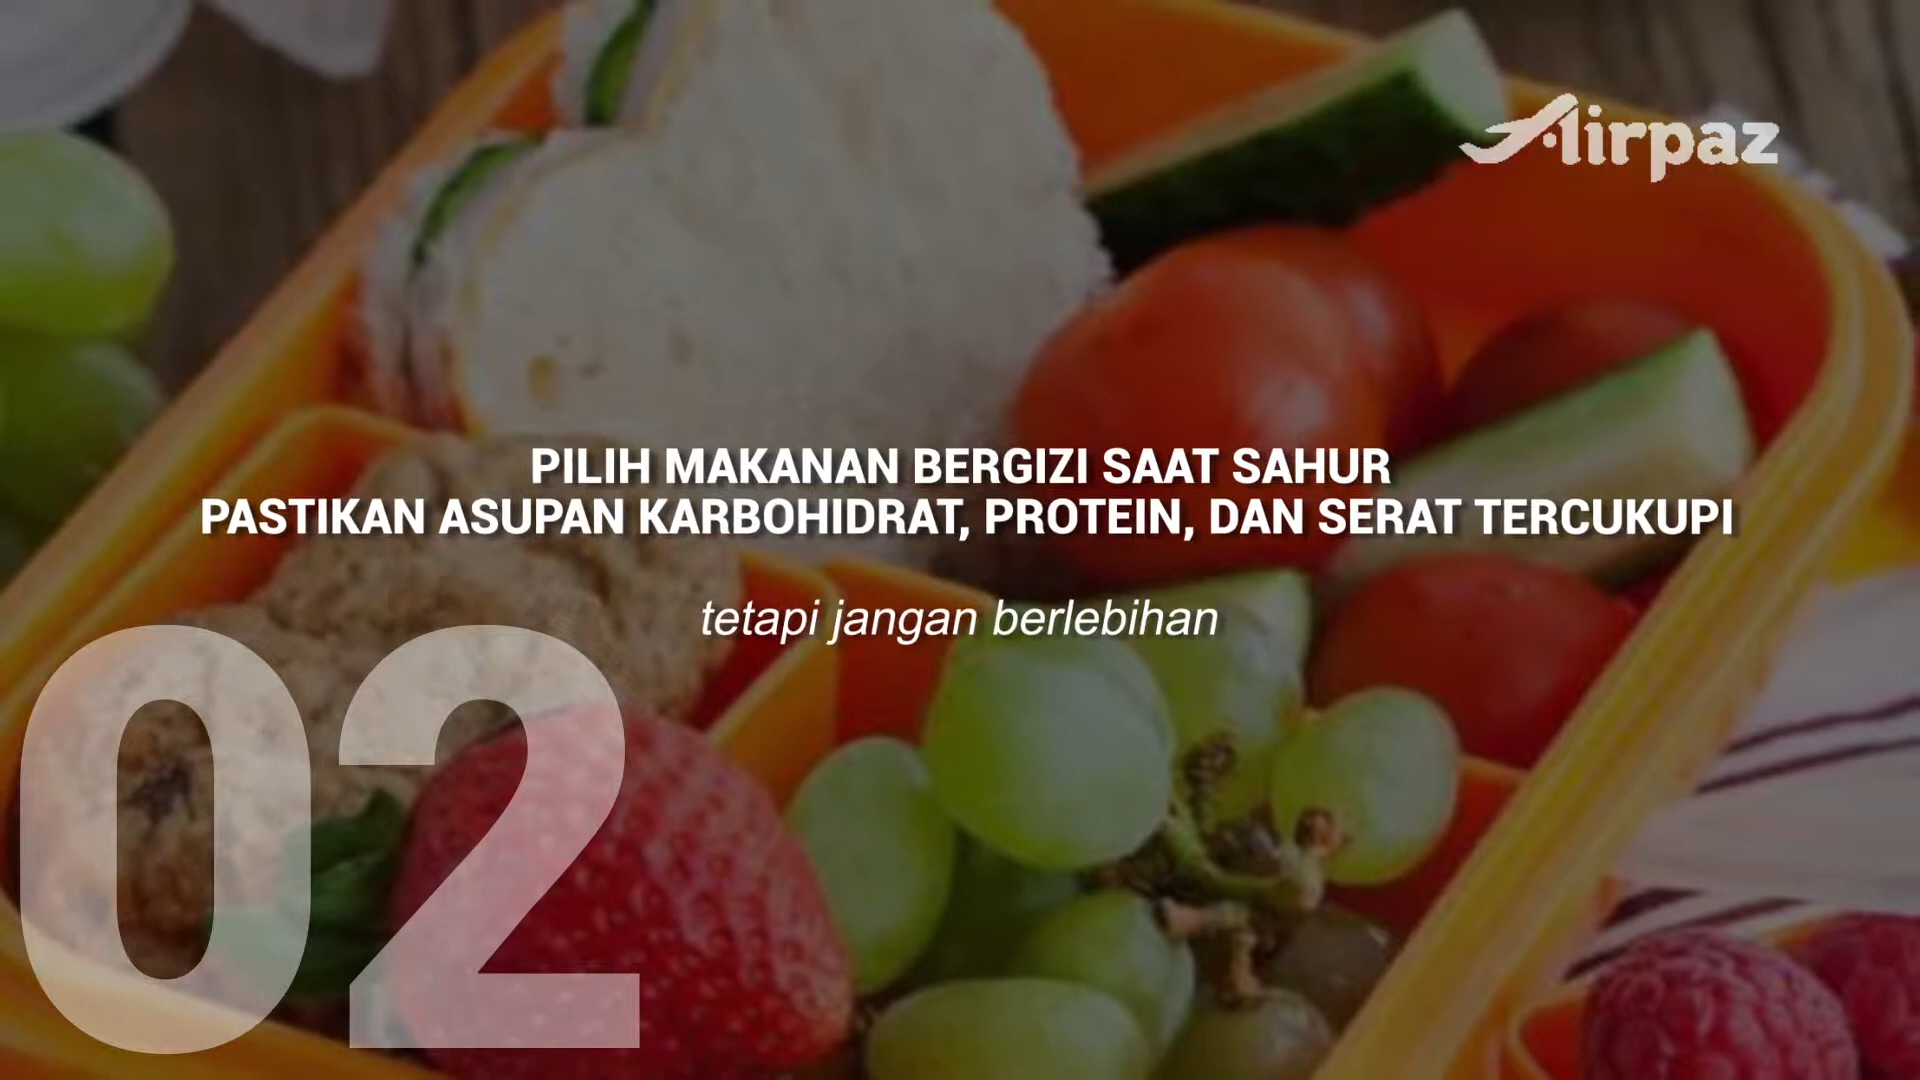 Airpaz
PILIH MAKANAN BERGIZI SAAT SAHUR
PASTIKAN ASUPAN KARBOHIDRAT, PROTEIN, DAN SERAT TERCUKUPI
tetapi jangan berlebihan
02